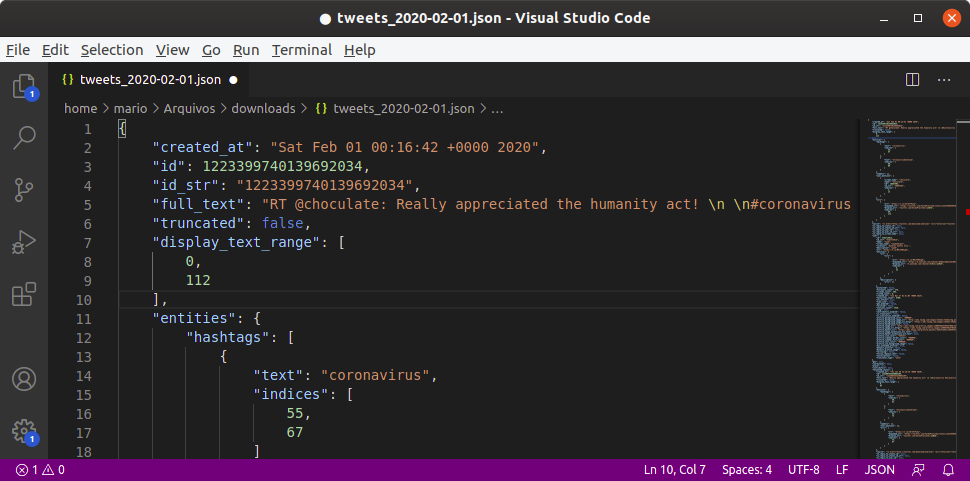 ● tweets_2020-02-01.json - Visual Studio Code
File Edit Selection View Go Run Terminal Help
{} tweets_2020-02-01.json ●
home > mario > Arquivos > downloads > {} tweets_2020-02-01.json > ...
1 {
2 "created_at": "Sat Feb 01 00:16:42 +0000 2020",
3 "id": 1223399740139692034,
4 "id_str": "1223399740139692034",
5 "full_text": "RT @choculate: Really appreciated the humanity act! \n \n#coronavirus
6 "truncated": false,
7 "display_text_range": [
8 0,
9 112
10 ],
11 "entities": {
12 "hashtags": [
13 {
14 "text": "coronavirus",
15 "indices": [
16 55,
17 67
18 ]
1
1
1 0 Ln 10, Col 7 Spaces: 4 UTF-8 LF JSON